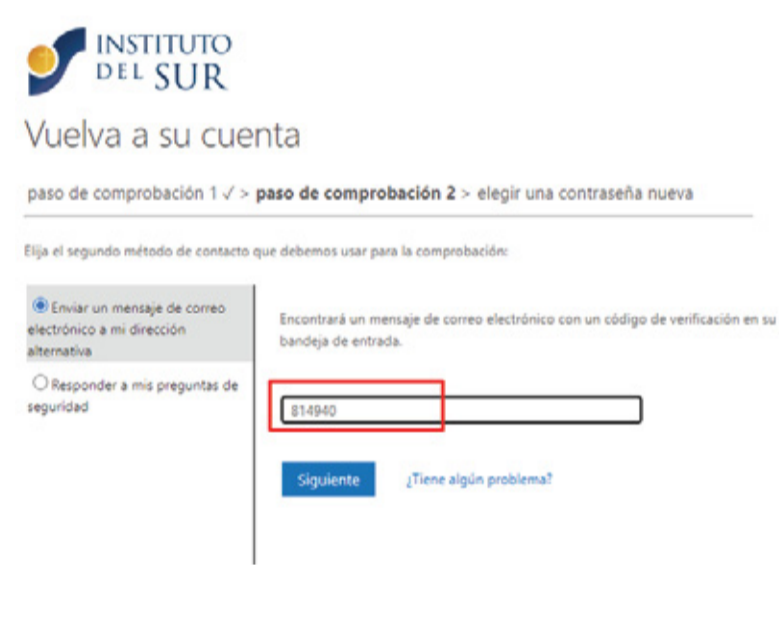 INSTITUTO
DEL SUR
Vuelva a su cuenta
paso de comprobación 1 ✓ > paso de comprobación 2 > elegir una contraseña nueva
Elija el segundo método de contacto que debemos usar para la comprobación:
Enviar un mensaje de correo
electrónico a mi dirección
alternativa
Responder a mis preguntas de
seguridad
Encontrará un mensaje de correo electrónico con un código de verificación en su
bandeja de entrada.
814940
Siguiente
¿Tiene algún problema?